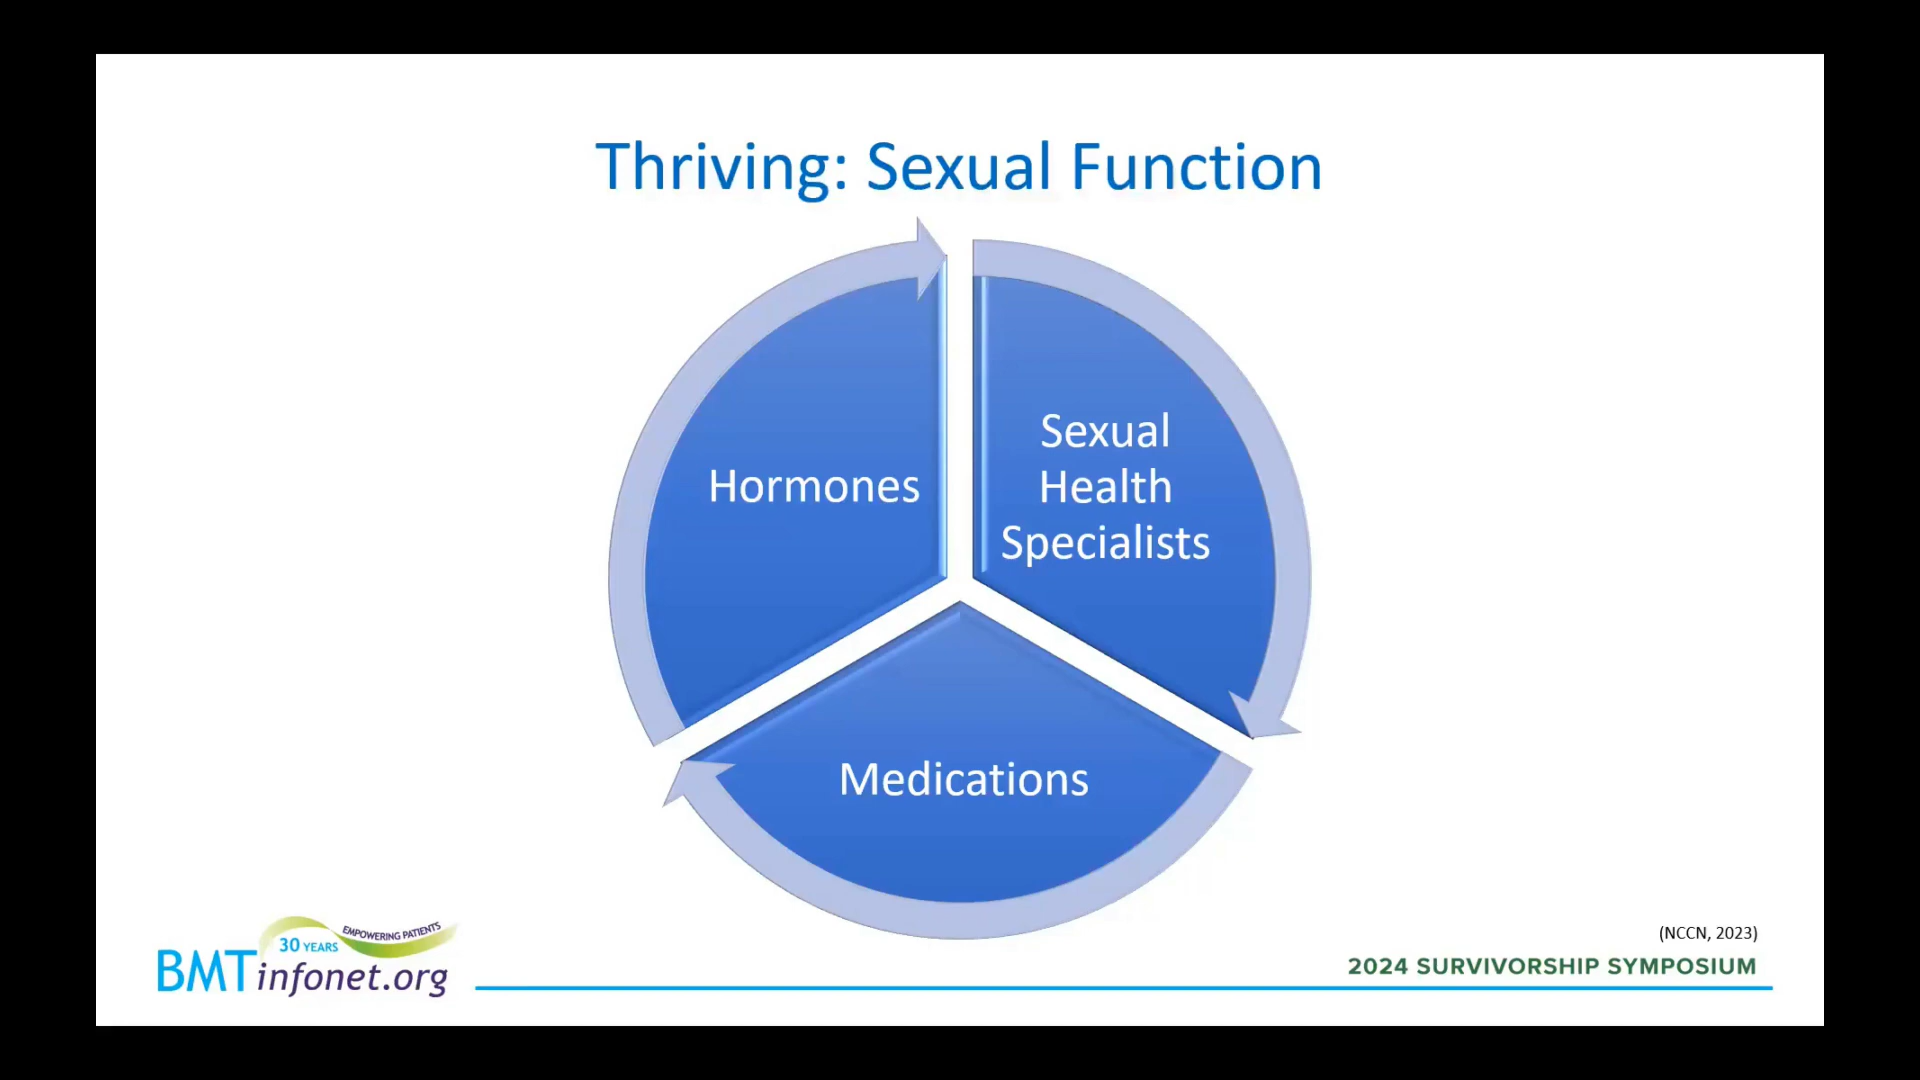 Thriving: Sexual Function
Hormones
Sexual
Health
Specialists
Medications
30 YEARS
EMPOWERING PATIENTS
BMTinfonet.org
(NCCN, 2023)
2024 SURVIVORSHIP SYMPOSIUM